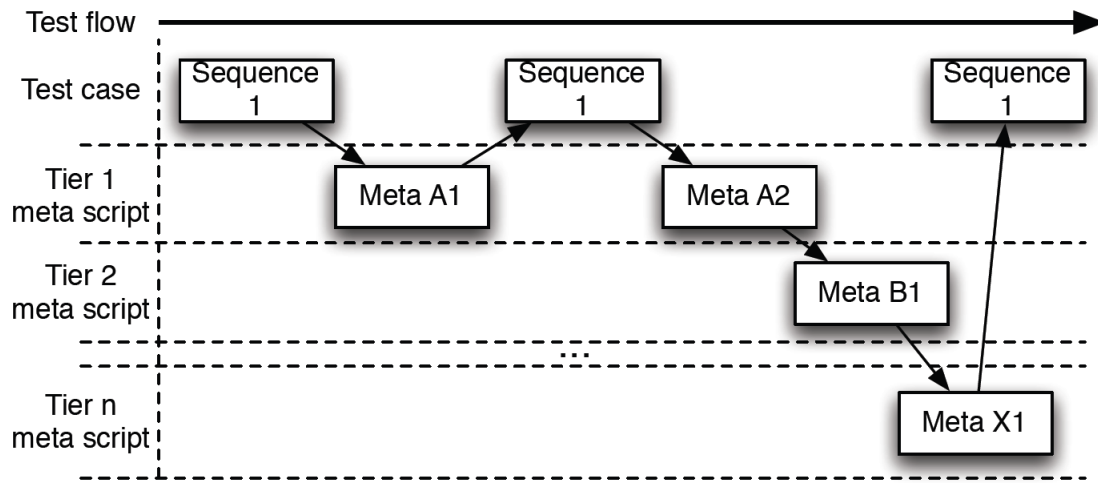 Test flow
Test case
Sequence
1
Sequence
1
Sequence
1
Tier 1
meta script
Meta A1
Meta A2
Tier 2
meta script
Meta B1
...
Tier n
meta script
Meta X1